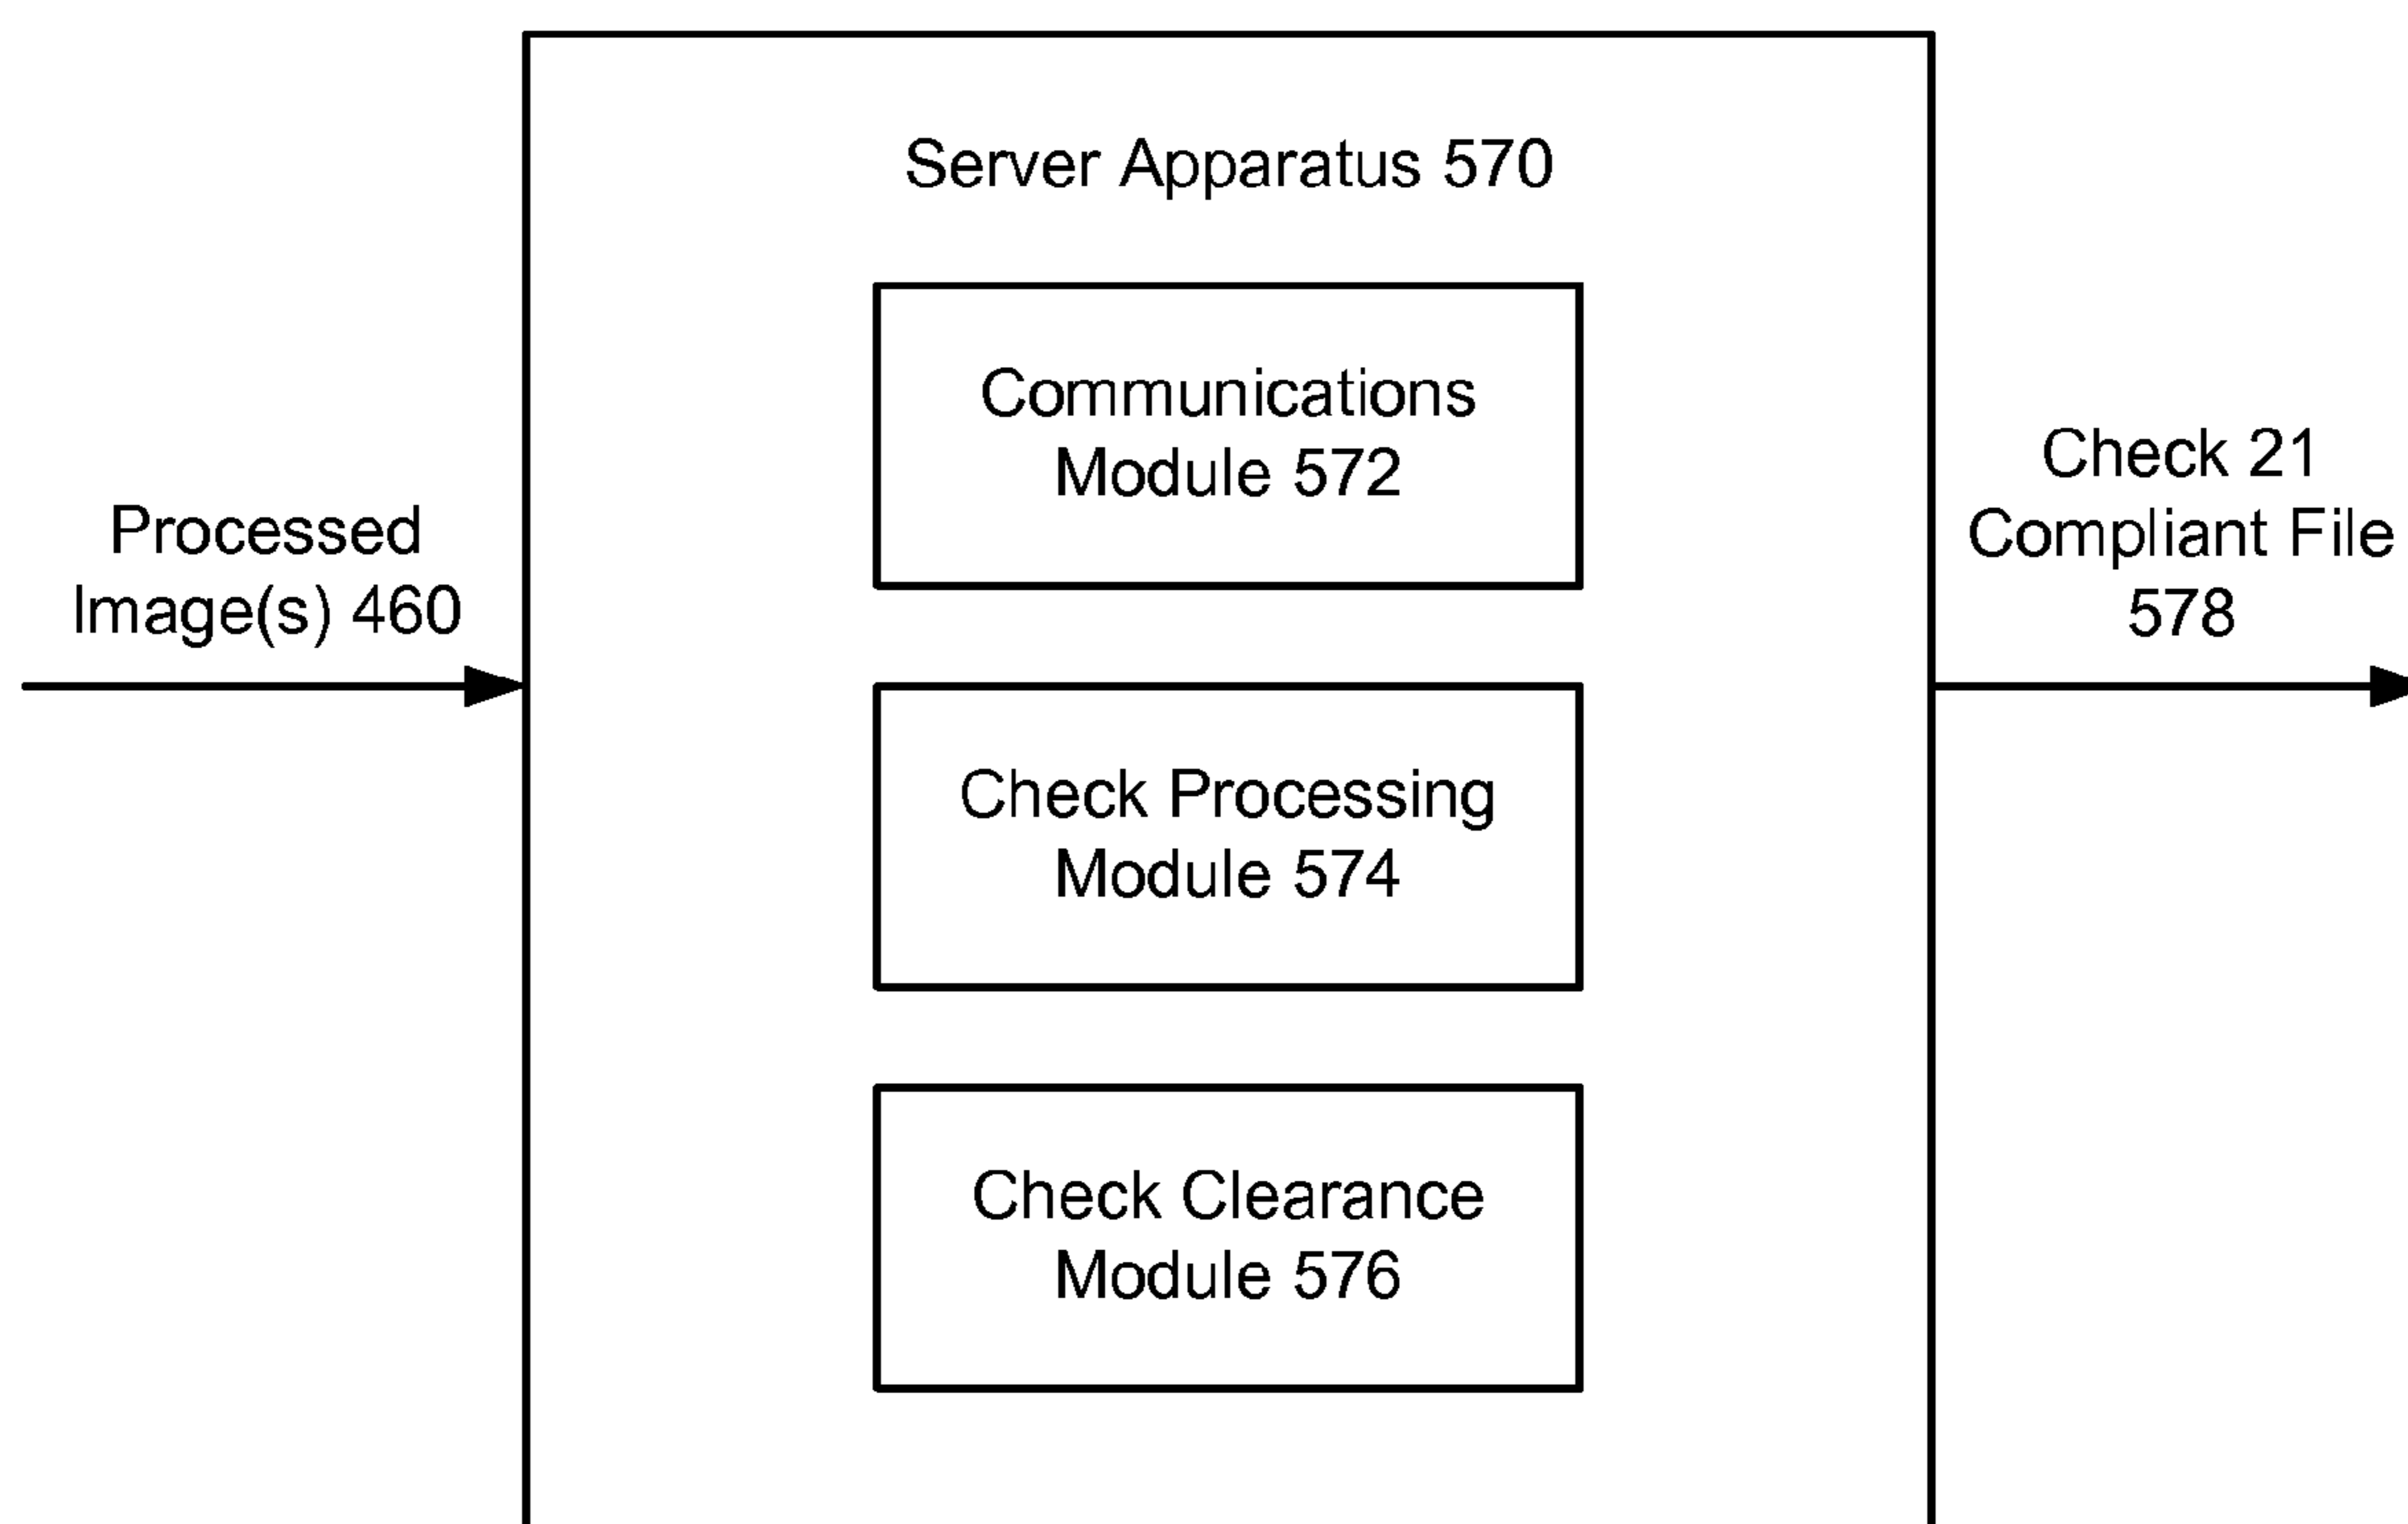 Server Apparatus 570
Communications
Module 572
Processed
Image(s) 460
Check 21
Compliant File
578
Check Processing
Module 574
Check Clearance
Module 576